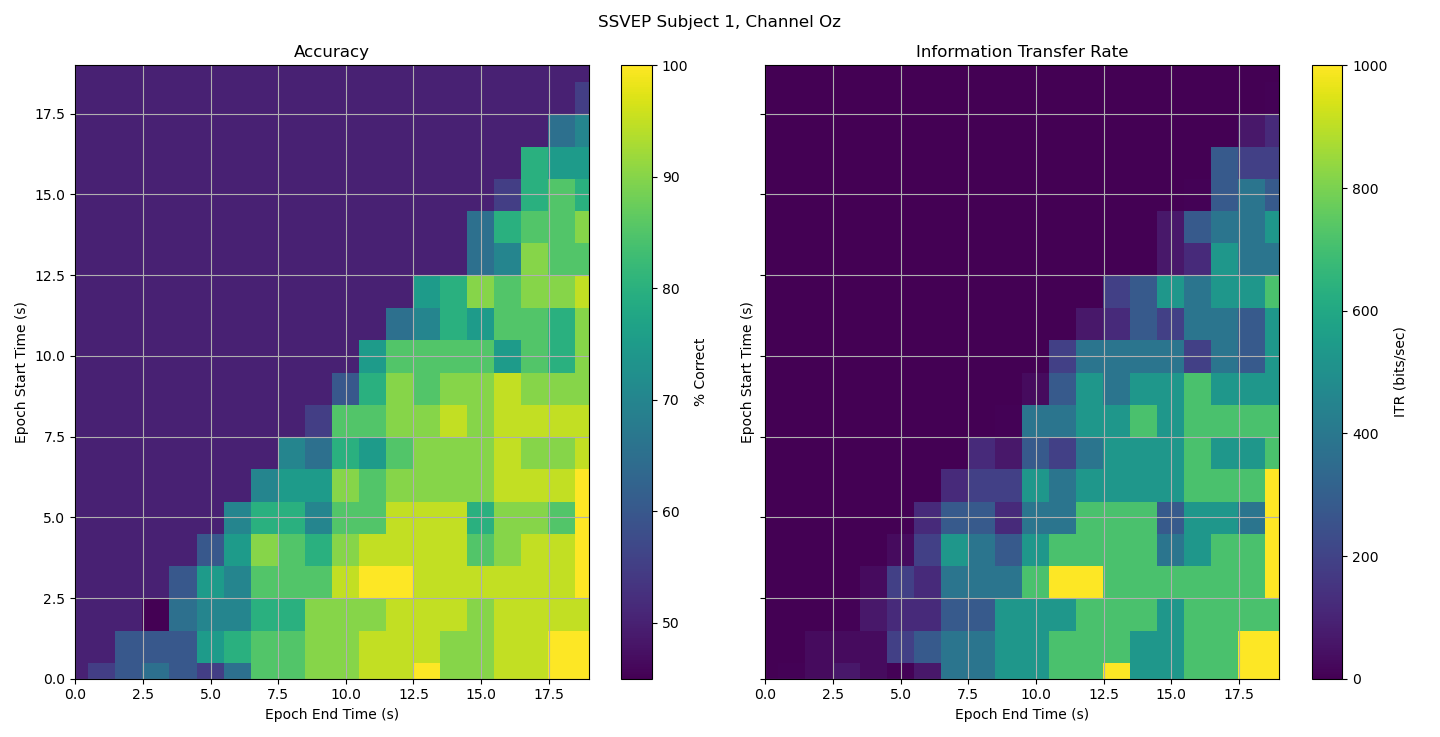 SSVEP Subject 1, Channel Oz
Accuracy
Information Transfer Rate
17.5
15.0
12.5
10.0
7.5
5.0
2.5
0.0
Epoch Start Time (s)
0.0 2.5 5.0 7.5 10.0 12.5 15.0 17.5
Epoch End Time (s)
100
90
80
70
60
50
% Correct
Epoch Start Time (s)
0.0 2.5 5.0 7.5 10.0 12.5 15.0 17.5
Epoch End Time (s)
1000
800
600
400
200
0
ITR (bits/sec)